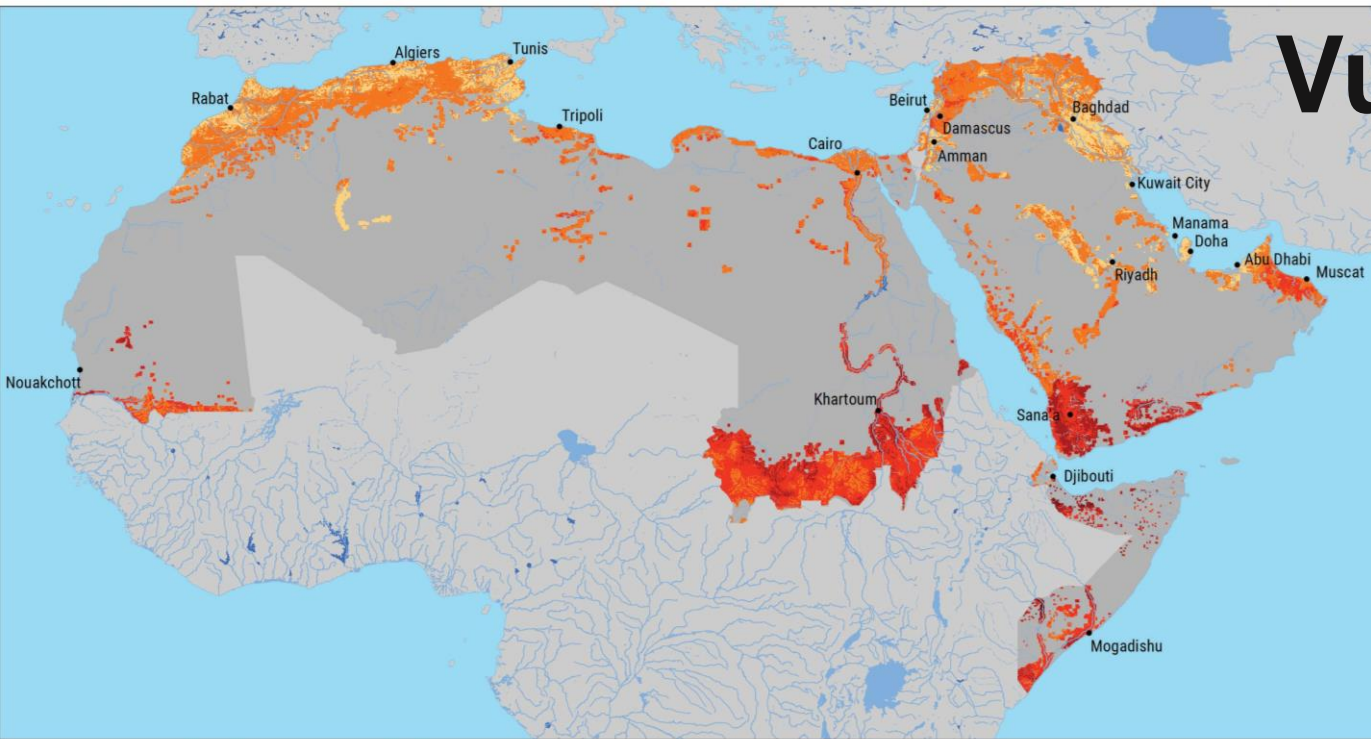 Vu
Algiers
Tunis
Rabat
Tripoli
Beirut
Baghdad
Damascus
Cairo
Amman
Kuwait City
Manama
Doha
Abu Dhabi
Riyadh
Muscat
Nouakchott
Khartoum
Sana'a
Djibouti
Mogadishu